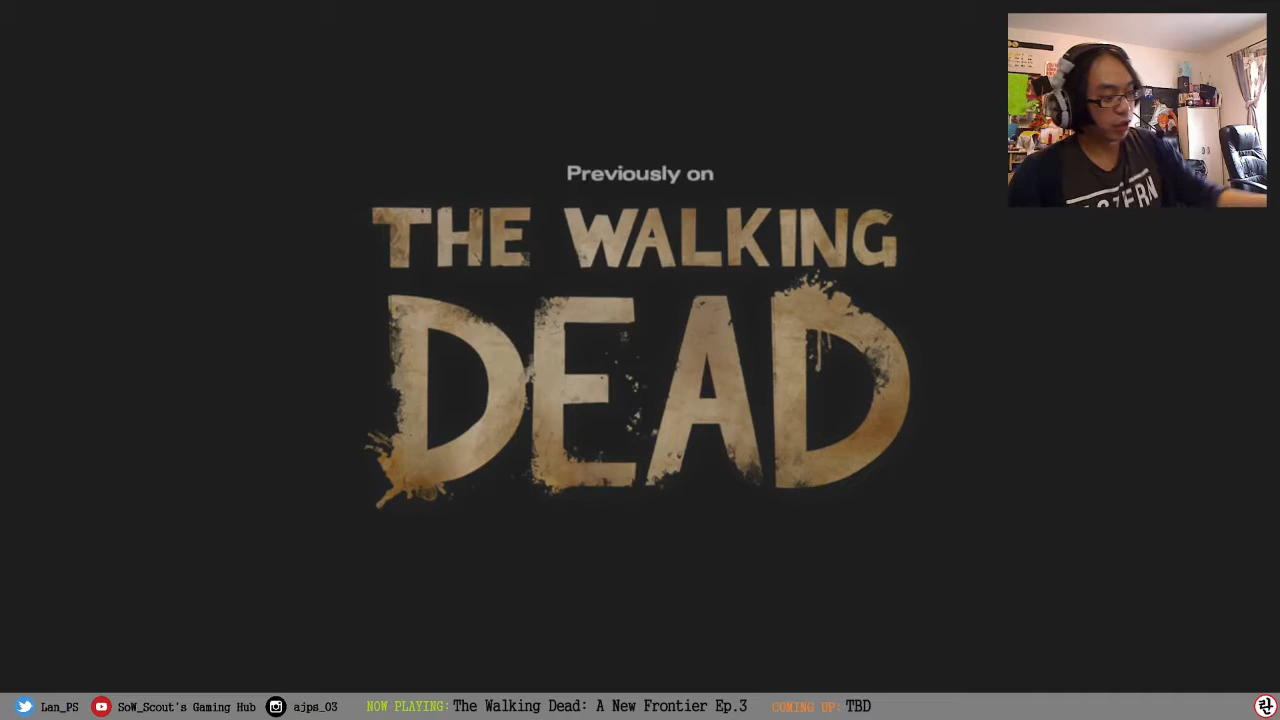 Previously on
THE WALKING
DEAD
Lan_PS SoW_Scout's Gaming Hub ajps_03 NOW PLAYING: The Walking Dead: A New Frontier Ep.3 COMING UP: TBD
란